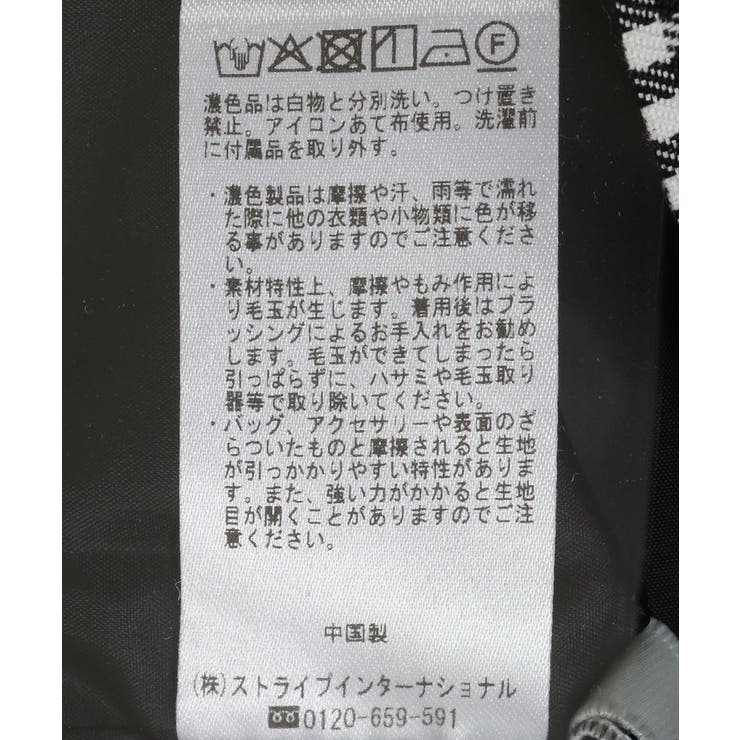 濃色品は白物と分別洗い。つけ置き
禁止。アイロンあて布使用。洗濯前
に付属品を取り外す。
・濃色製品は摩擦や汗、雨等で濡れ
た際に他の衣類や小物類に色が移
る事がありますのでご注意くださ
い。
・素材特性上、摩擦やもみ作用によ
り毛玉が生じます。着用後はブラ
ッシングによるお手入れをお勧め
します。毛玉ができてしまったら
引っぱらずに、ハサミや毛玉取り
器等で取り除いてください。
・バッグ、アクセサリーや表面のざ
らついたものと摩擦されると生地
が引っかかりやすい特性がありま
す。また、強い力がかかると生地
目が開くことがありますのでご注
意ください。
中国製
(株)ストライプインターナショナル
0120-659-591